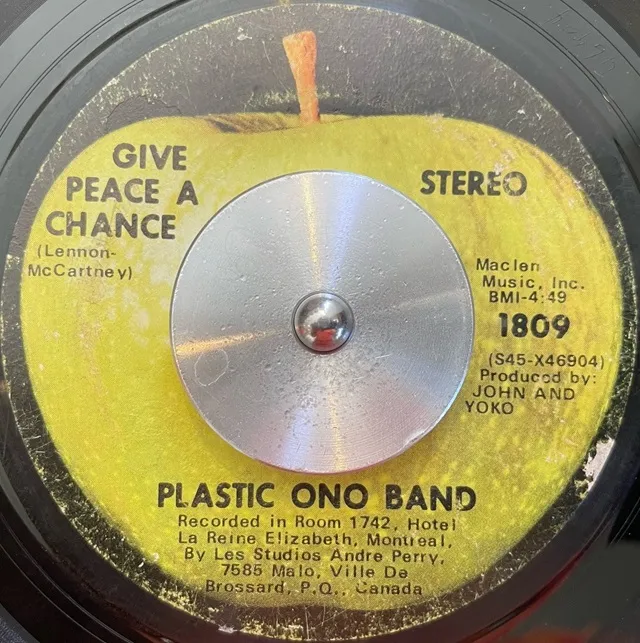 GIVE
PEACE A
CHANCE
(Lennon-
McCartney)
STEREO
Maclen
Music, Inc.
BMI-4:49
1809
(S45-X46904)
Produced by:
JOHN AND
YOKO
PLASTIC ONO BAND
Recorded in Room 1742, Hotel
La Reine Elizabeth, Montreal,
By Les Studios Andre Perry,
7585 Malo, Ville De
Brossard, P.Q., Canada